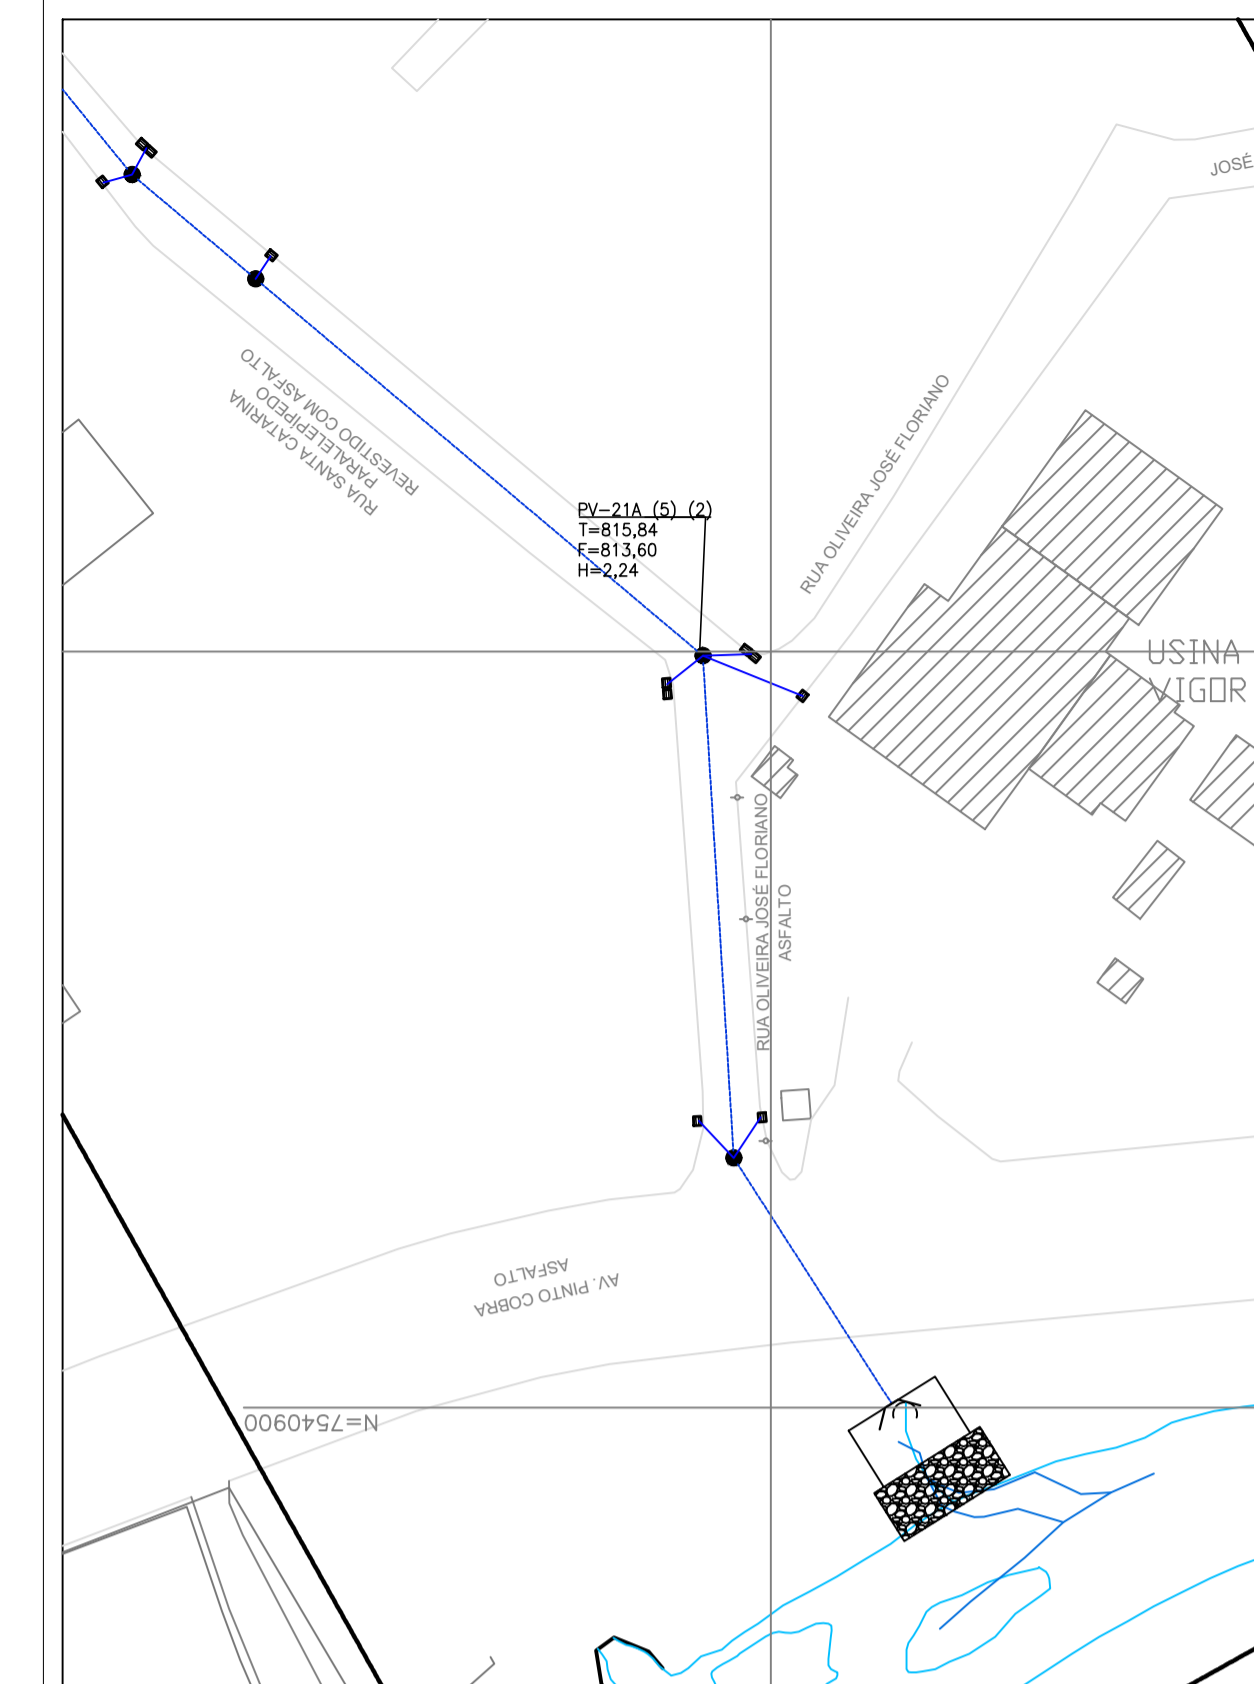 JOSÉ
RUA SANTA CATARINA
PARALELEPÍPEDO
REVESTIDO COM ASFALTO
RUA OLIVEIRA JOSÉ FLORIANO
PV-21A (5) (2)
T=815,84
F=813,60
H=2,24
USINA
VIGOR
RUA OLIVEIRA JOSÉ FLORIANO
ASFALTO
AV. PINTO COBRA
ASFALTO
N=7540900